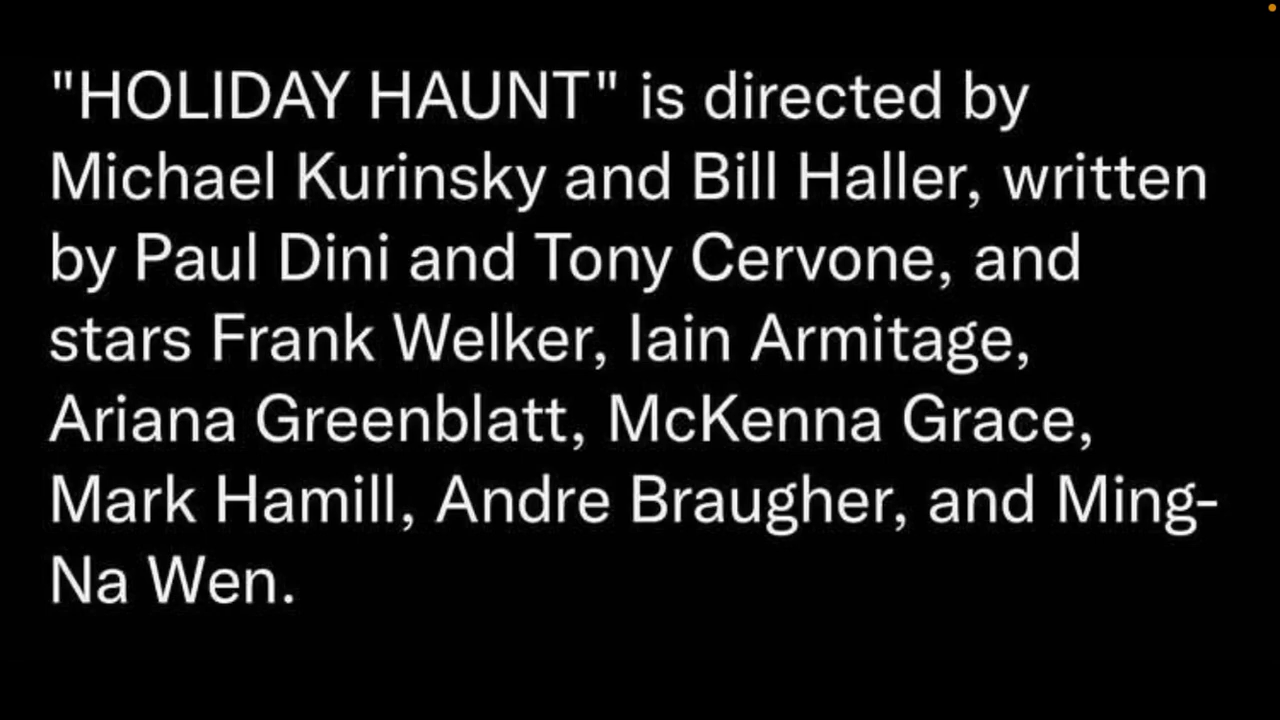 "HOLIDAY HAUNT" is directed by
Michael Kurinsky and Bill Haller, written
by Paul Dini and Tony Cervone, and
stars Frank Welker, Iain Armitage,
Ariana Greenblatt, McKenna Grace,
Mark Hamill, Andre Braugher, and Ming-
Na Wen.